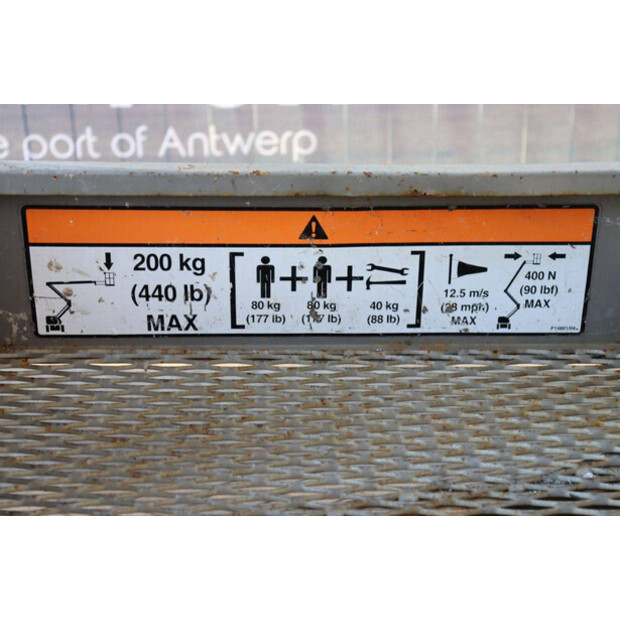 e port of Antwerp
200 kg
(440 lb)
MAX
80 kg
(177 lb)
80 kg
(177 lb)
40 kg
(88 lb)
12.5 m/s
(28 mph)
MAX
400 N
(90 lbf)
MAX